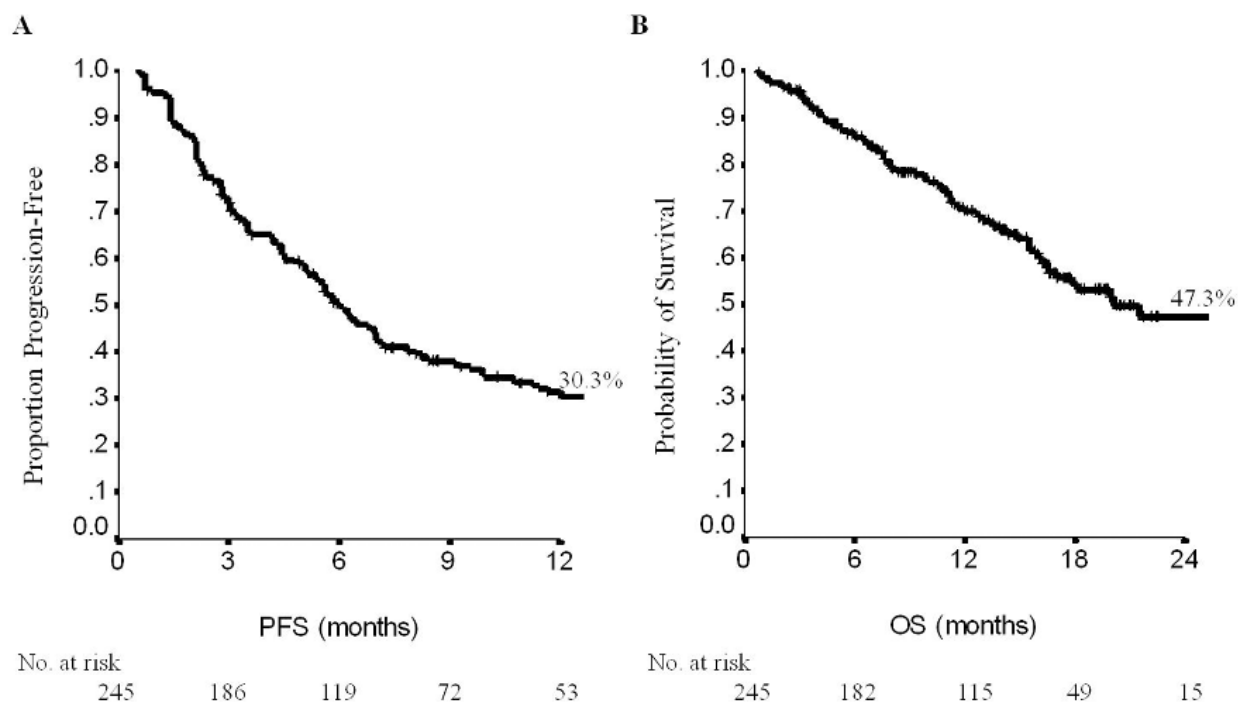 A
Proportion Progression-Free
1.0
.9
.8
.7
.6
.5
.4
.3
.2
.1
0.0
30.3%
0 3 6 9 12
PFS (months)
No. at risk
245 186 119 72 53
B
Probability of Survival
1.0
.9
.8
.7
.6
.5
.4
.3
.2
.1
0.0
47.3%
0 6 12 18 24
OS (months)
No. at risk
245 182 115 49 15